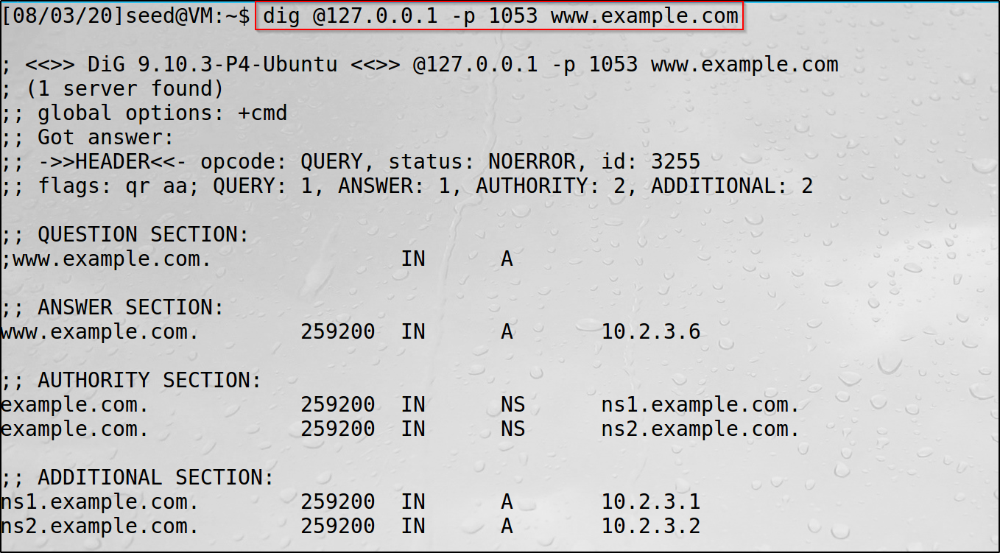 [08/03/20]seed@VM:~$ dig @127.0.0.1 -p 1053 www.example.com
; <<>> DiG 9.10.3-P4-Ubuntu <<>> @127.0.0.1 -p 1053 www.example.com
; (1 server found)
;; global options: +cmd
;; Got answer:
;; ->>HEADER<<- opcode: QUERY, status: NOERROR, id: 3255
;; flags: qr aa; QUERY: 1, ANSWER: 1, AUTHORITY: 2, ADDITIONAL: 2
;; QUESTION SECTION:
;www.example.com. IN A
;; ANSWER SECTION:
www.example.com. 259200 IN A 10.2.3.6
;; AUTHORITY SECTION:
example.com. 259200 IN NS ns1.example.com.
example.com. 259200 IN NS ns2.example.com.
;; ADDITIONAL SECTION:
ns1.example.com. 259200 IN A 10.2.3.1
ns2.example.com. 259200 IN A 10.2.3.2